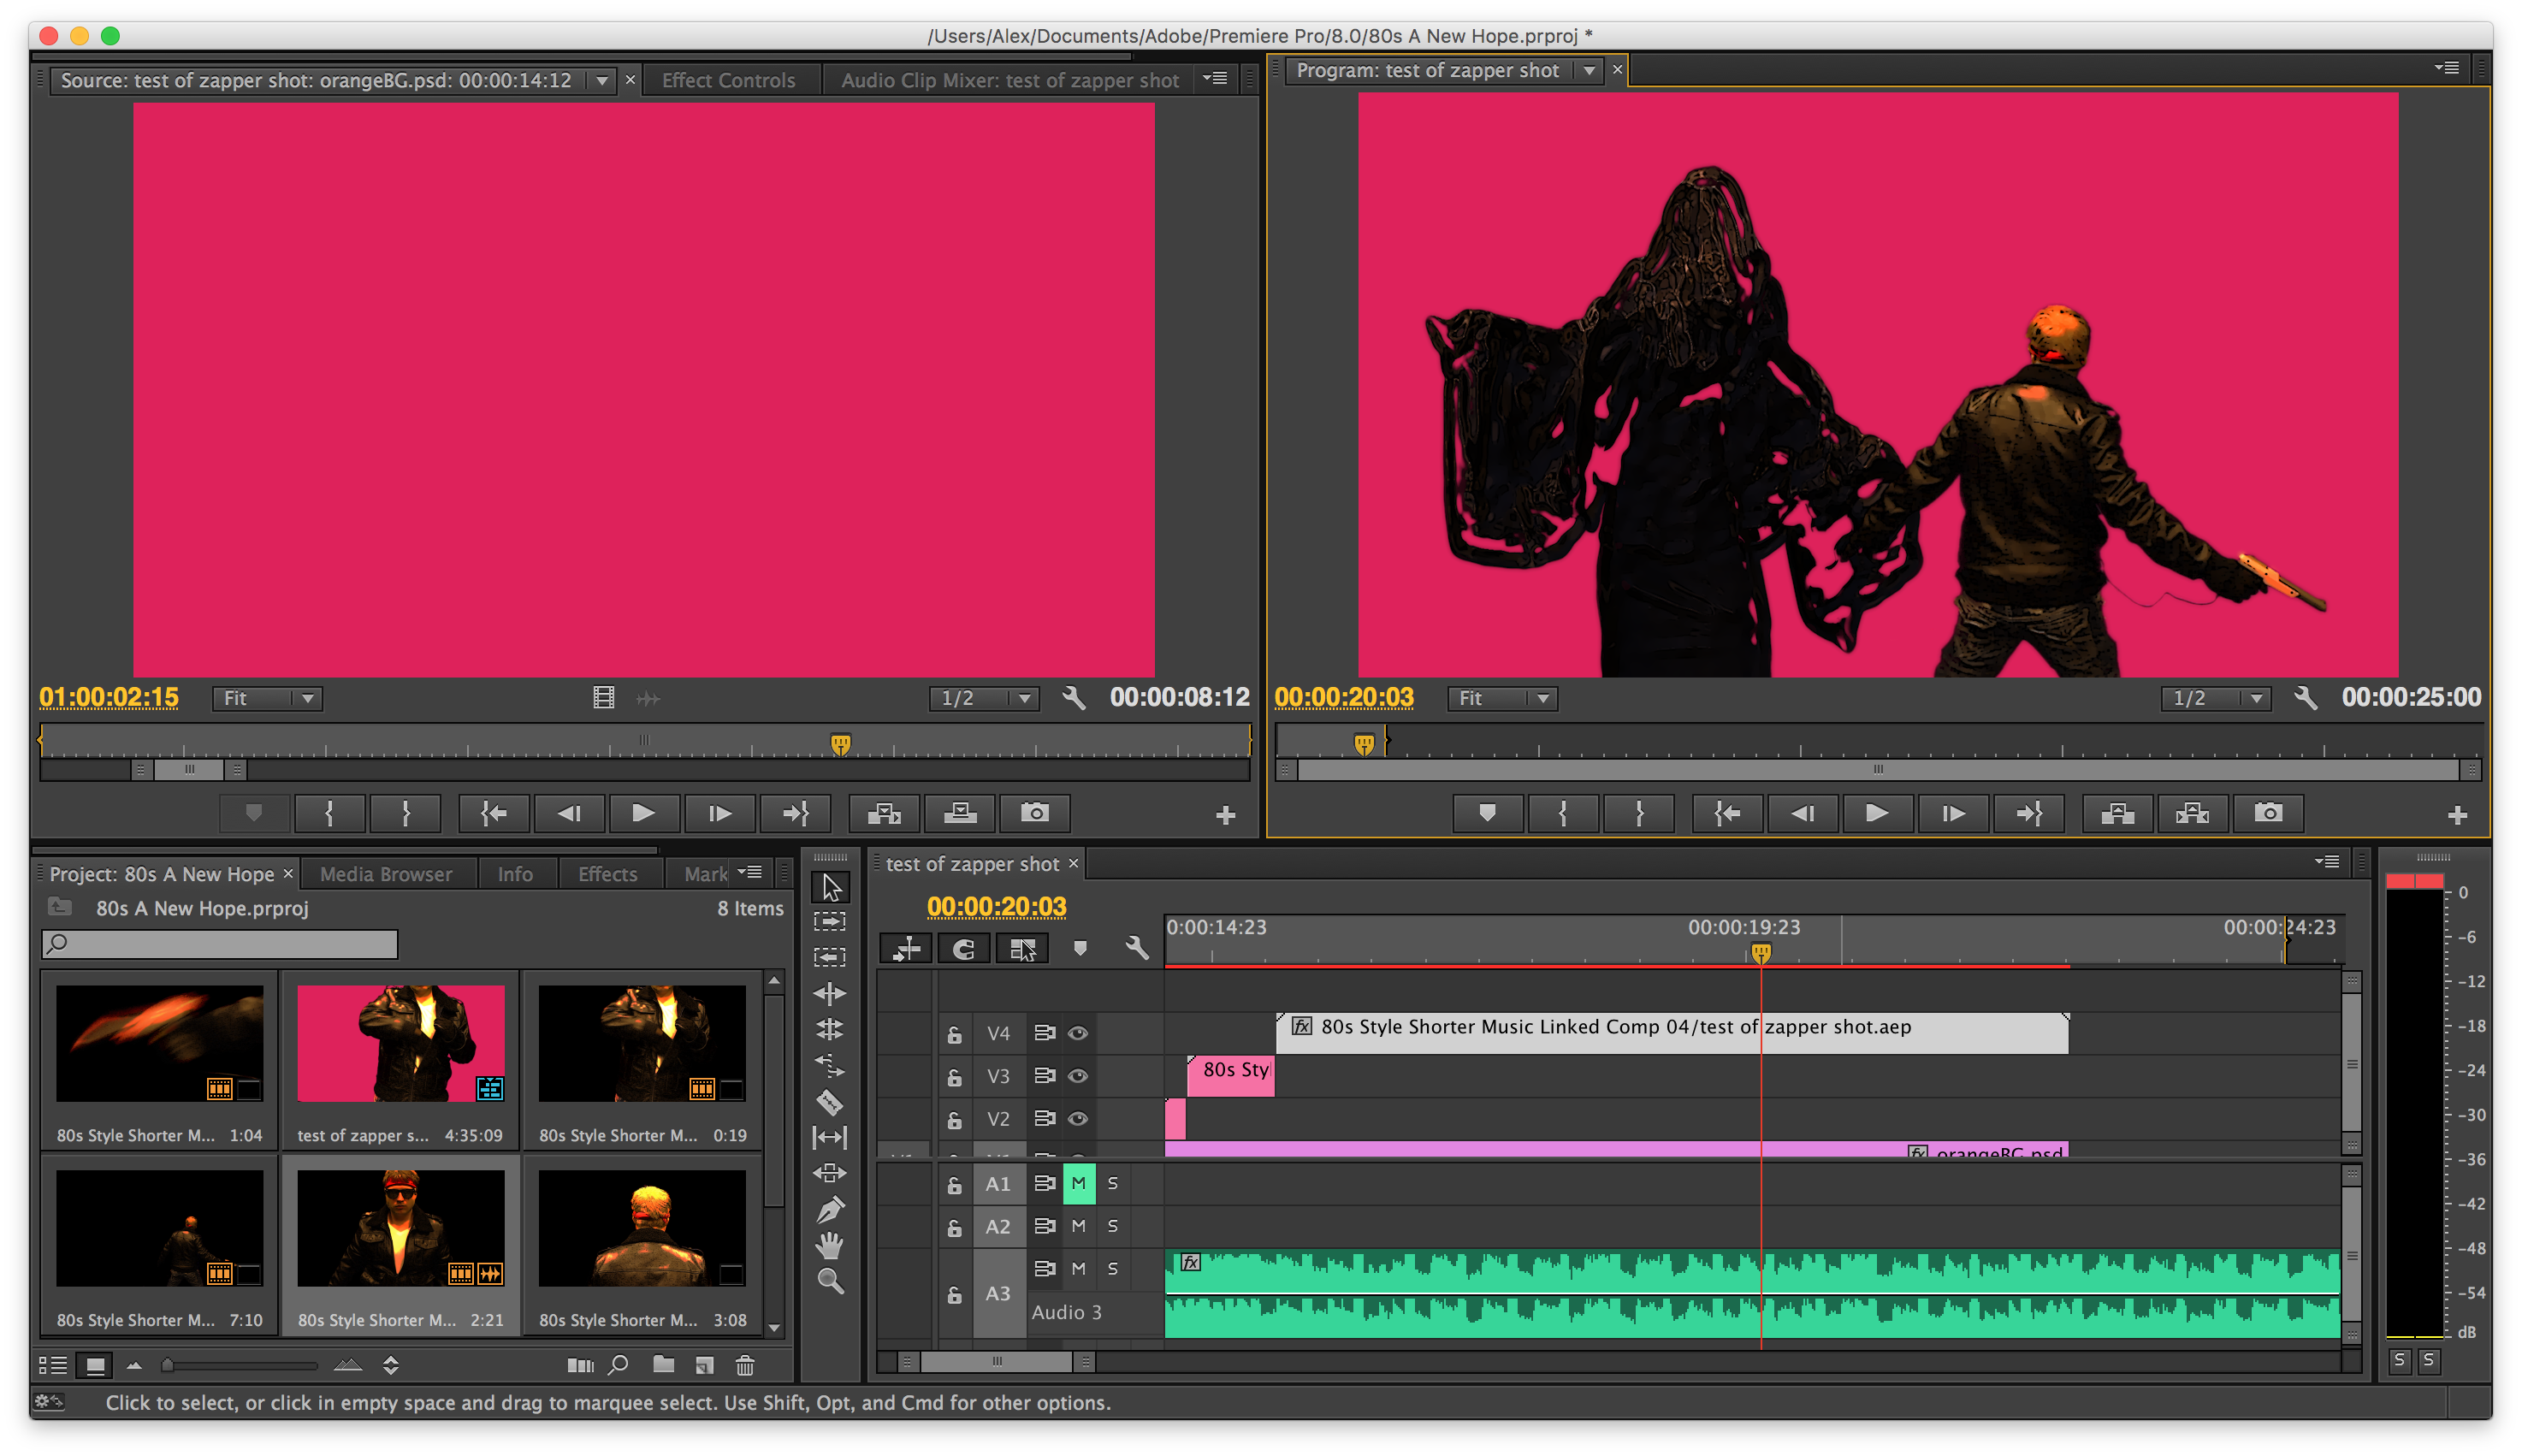 /Users/Alex/Documents/Adobe/Premiere Pro/8.0/80s A New Hope.prproj *
Source: test of zapper shot: orangeBG.psd: 00:00:14:12
Effect Controls
Audio Clip Mixer: test of zapper shot
Program: test of zapper shot
01:00:02:15
Fit
1/2
00:00:08:12
00:00:20:03
Fit
1/2
00:00:25:00
Project: 80s A New Hope
Media Browser
Info
Effects
Mark
80s A New Hope.prproj
8 Items
80s Style Shorter M... 1:04
test of zapper s... 4:35:09
80s Style Shorter M... 0:19
80s Style Shorter M... 7:10
80s Style Shorter M... 2:21
80s Style Shorter M... 3:08
test of zapper shot
00:00:20:03
0:00:14:23
00:00:19:23
00:00:24:23
V4
fx 80s Style Shorter Music Linked Comp 04/test of zapper shot.aep
V3
80s Styl
V2
fx orangeBG.psd
A1 M S
A2 M S
A3 M S
Audio 3
fx
0
-6
-12
-18
-24
-30
-36
-42
-48
-54
dB
S S
Click to select, or click in empty space and drag to marquee select. Use Shift, Opt, and Cmd for other options.